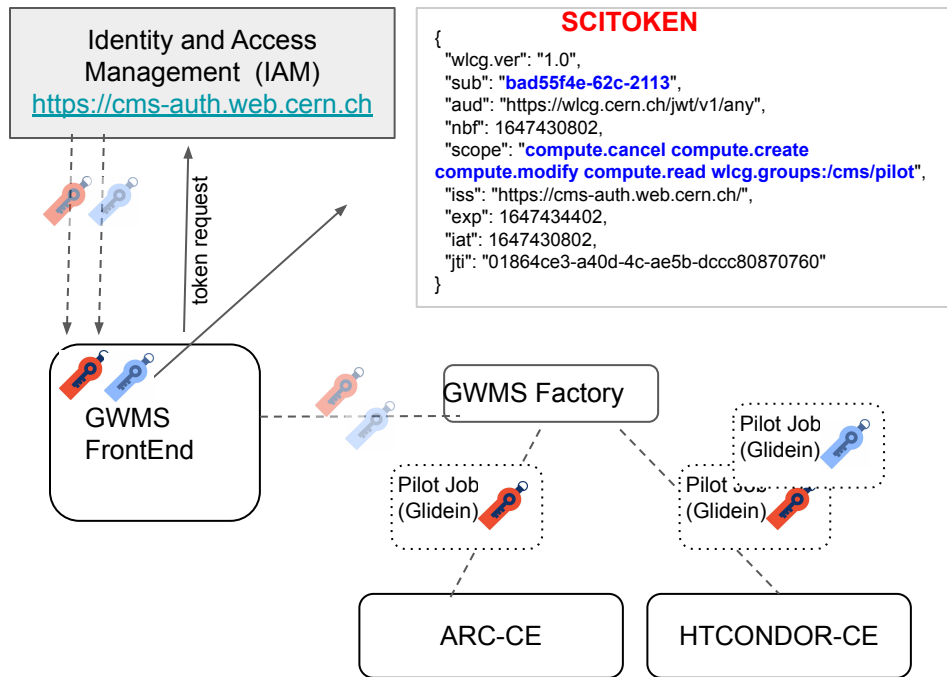 Identity and Access
Management (IAM)
https://cms-auth.web.cern.ch
SCITOKEN
{
"wlcg.ver": "1.0",
"sub": "bad55f4e-62c-2113",
"aud": "https://wlcg.cern.ch/jwt/v1/any",
"nbf": 1647430802,
"scope": "compute.cancel compute.create
compute.modify compute.read wlcg.groups:/cms/pilot",
"iss": "https://cms-auth.web.cern.ch/",
"exp": 1647434402,
"iat": 1647430802,
"jti": "01864ce3-a40d-4c-ae5b-dccc80870760"
}
token request
GWMS
FrontEnd
GWMS Factory
Pilot Job
(Glidein)
Pilot Job
(Glidein)
Pilot Job
(Glidein)
ARC-CE
HTCONDOR-CE